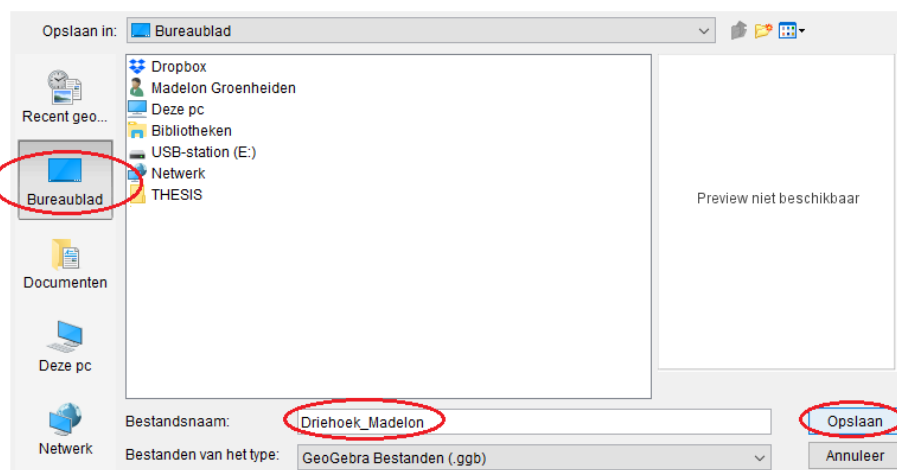 Opslaan in: Bureaublad
Recent geo...
Bureaublad
Documenten
Deze pc
Netwerk
Dropbox
Madelon Groenheiden
Deze pc
Bibliotheken
USB-station (E:)
Netwerk
THESIS
Preview niet beschikbaar
Bestandsnaam: Driehoek_Madelon Opslaan
Bestanden van het type: GeoGebra Bestanden (.ggb) Annuleer